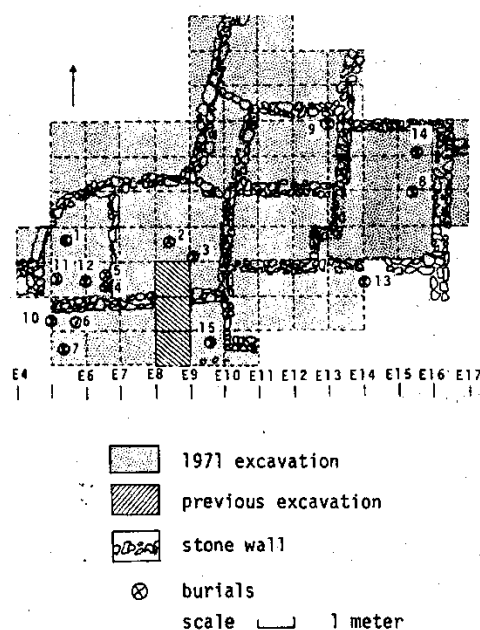 9
14
8
1
2
3
11 12 5
4
13
10 6
7
15
E4 E5 E6 E7 E8 E9 E10 E11 E12 E13 E14 E15 E16 E17
1971 excavation
previous excavation
stone wall
burials
scale 1 meter